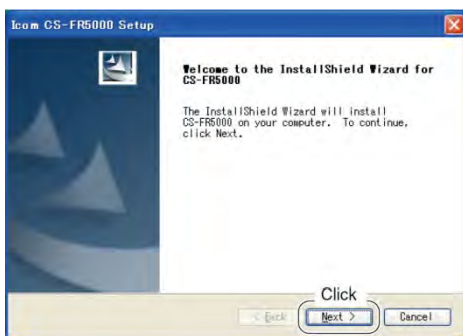 Icom CS-FR5000 Setup
Welcome to the InstallShield Wizard for
CS-FR5000
The InstallShield Wizard will install
CS-FR5000 on your computer. To continue,
click Next.
Click
< Back
Next >
Cancel